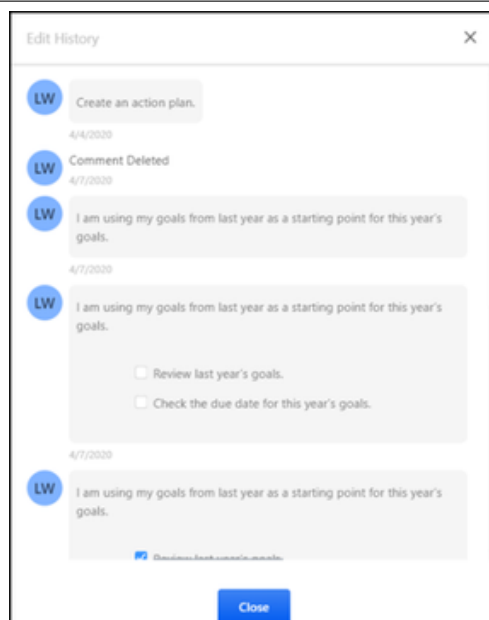 Edit History
LW
Create an action plan.
4/4/2020
LW
Comment Deleted
4/7/2020
LW
I am using my goals from last year as a starting point for this year's
goals.
4/7/2020
LW
I am using my goals from last year as a starting point for this year's
goals.
Review last year's goals.
Check the due date for this year's goals.
4/7/2020
LW
I am using my goals from last year as a starting point for this year's
goals.
Review last year's goals.
Close